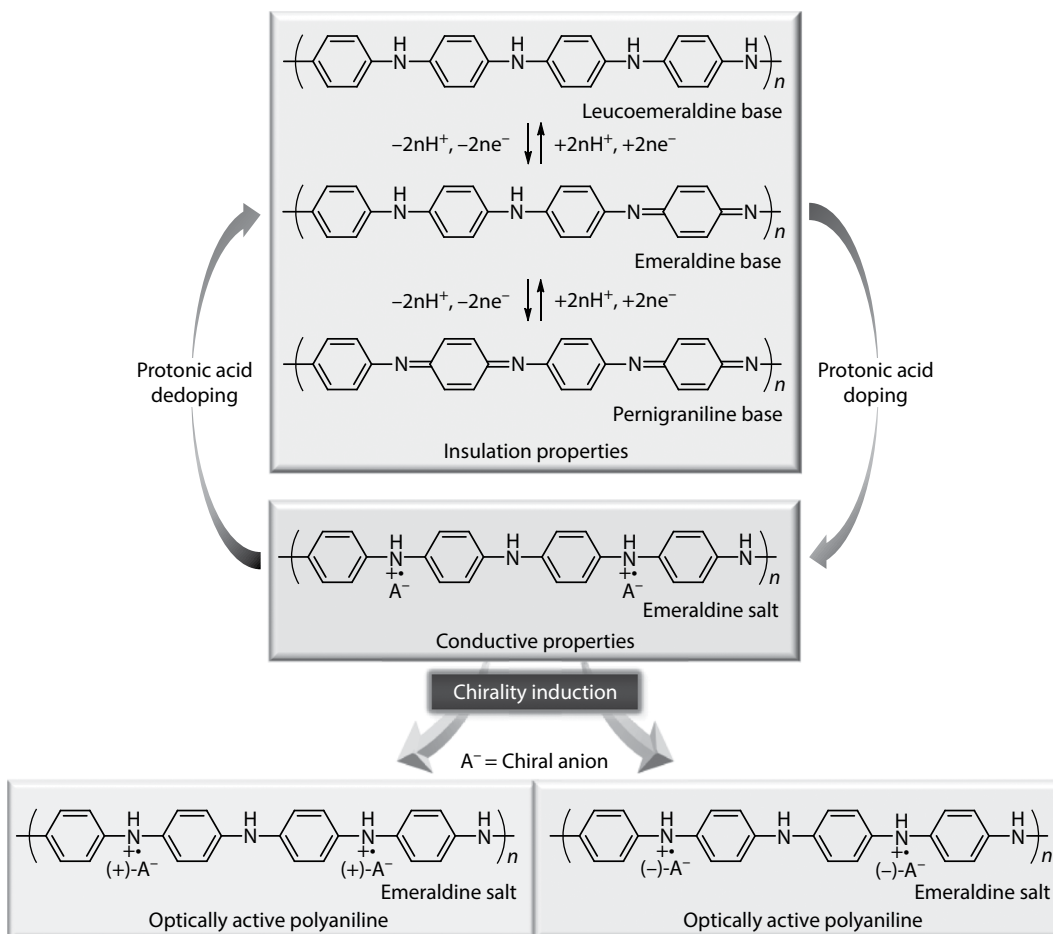 H H H H
N N N N
n
Leucoemeraldine base
–2nH⁺, –2ne⁻ +2nH⁺, +2ne⁻
H H
N N N N
n
Emeraldine base
–2nH⁺, –2ne⁻ +2nH⁺, +2ne⁻
N N N N
n
Pernigraniline base
Insulation properties
Protonic acid
dedoping
Protonic acid
doping
H H H H
N N N N
n
+• +•
A⁻ A⁻
Emeraldine salt
Conductive properties
Chirality induction
A⁻ = Chiral anion
H H H H
N N N N
n
+• +•
(+)-A⁻ (+)-A⁻
Emeraldine salt
Optically active polyaniline
H H H H
N N N N
n
+• +•
(–)-A⁻ (–)-A⁻
Emeraldine salt
Optically active polyaniline